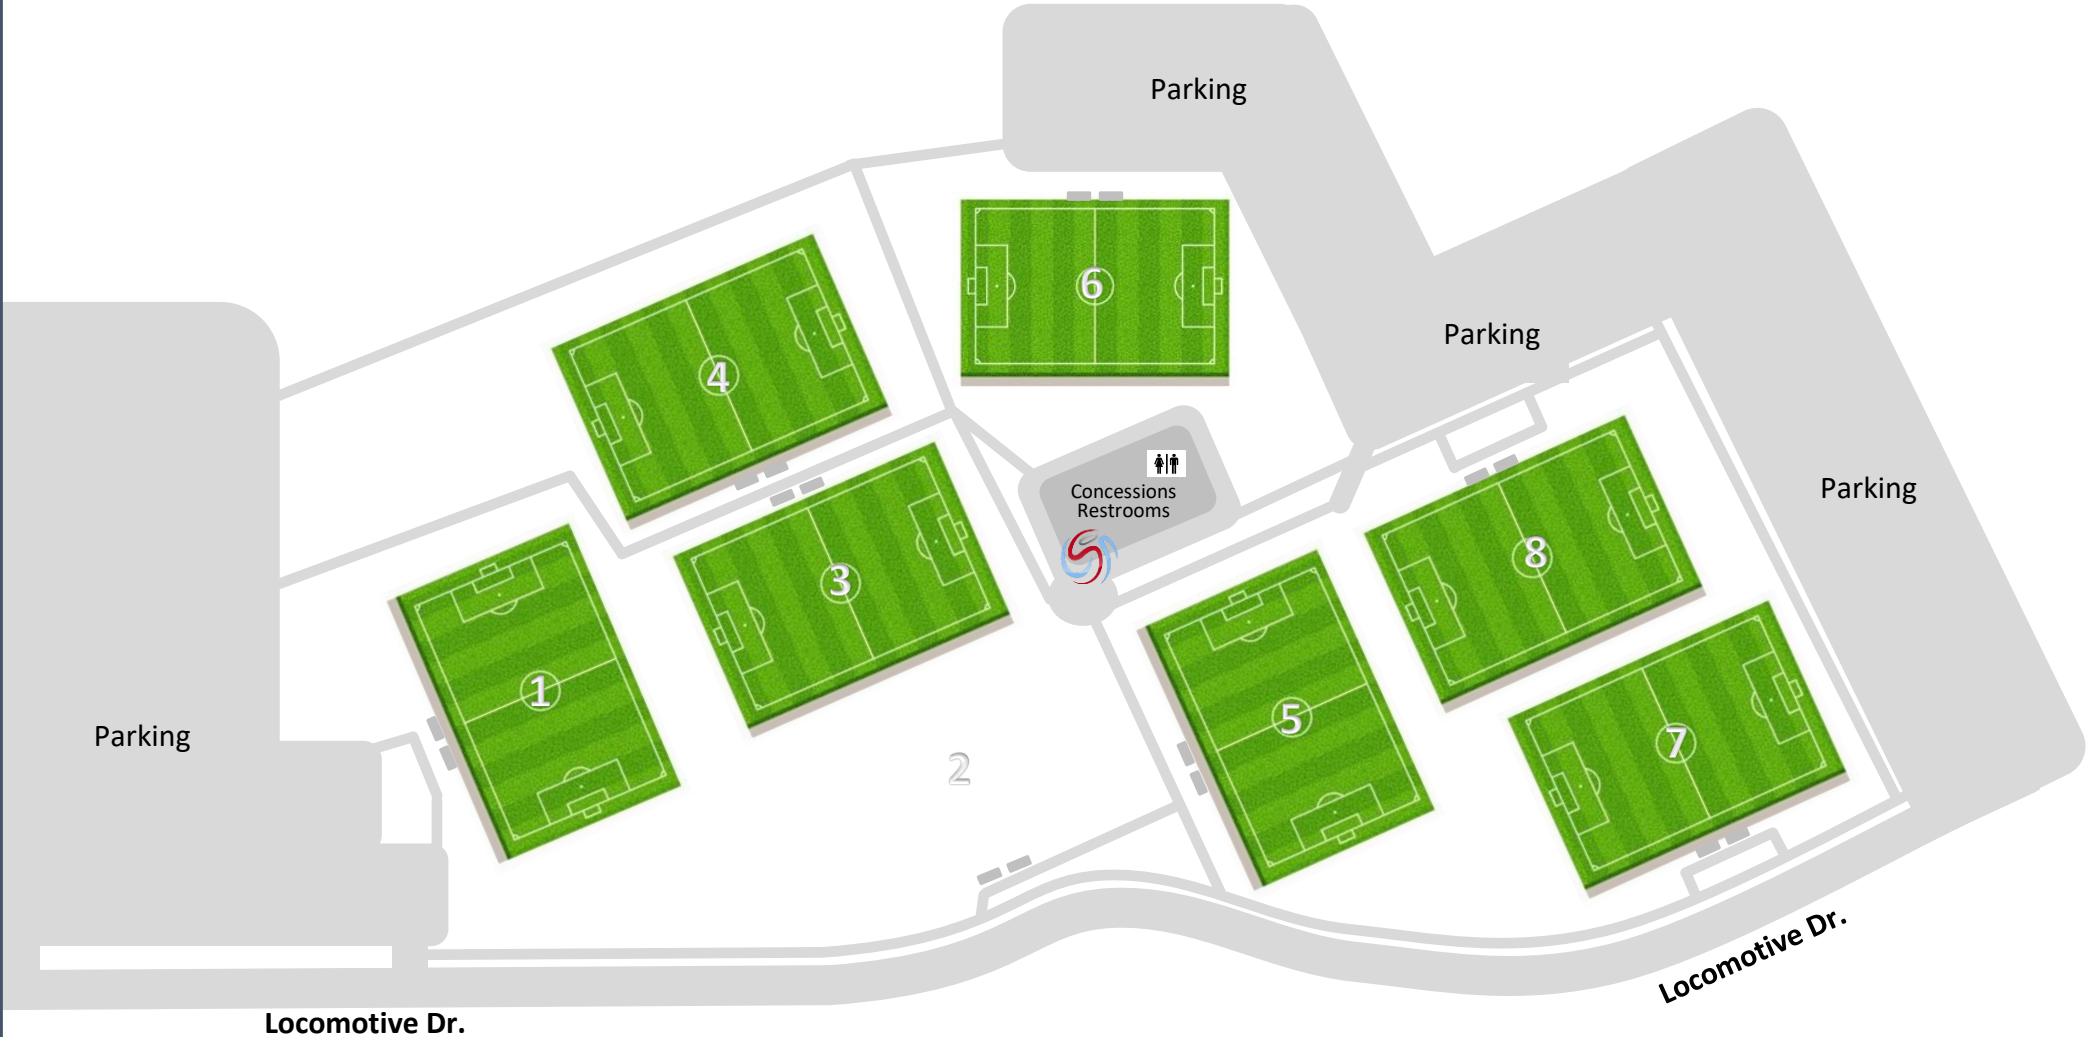 Parking
6
4
Parking
Concessions
Restrooms
Parking
3
8
1
5
7
Parking
2
Locomotive Dr.
Locomotive Dr.